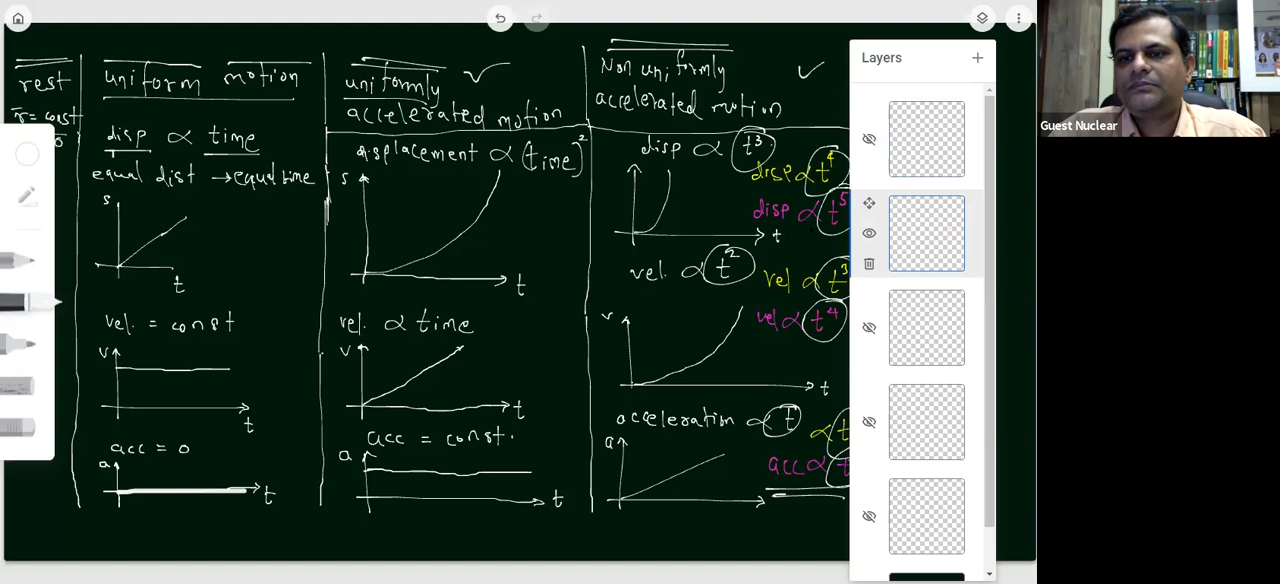 rest
r̄ = const
uniform motion
disp ∝ time
equal dist → equal time
s
t
vel. = const
v
t
acc = 0
a
t
uniformly
accelerated motion
displacement ∝ (time)²
s
t
vel. ∝ time
v
t
acc = const.
a
t
Non uniformly
accelerated motion
disp ∝ t³
disp ∝ t⁴
disp ∝ t⁵
t
vel. ∝ t²
vel ∝ t³
vel ∝ t⁴
v
t
acceleration ∝ t
∝ t
acc ∝ t
a
Layers
Guest Nuclear